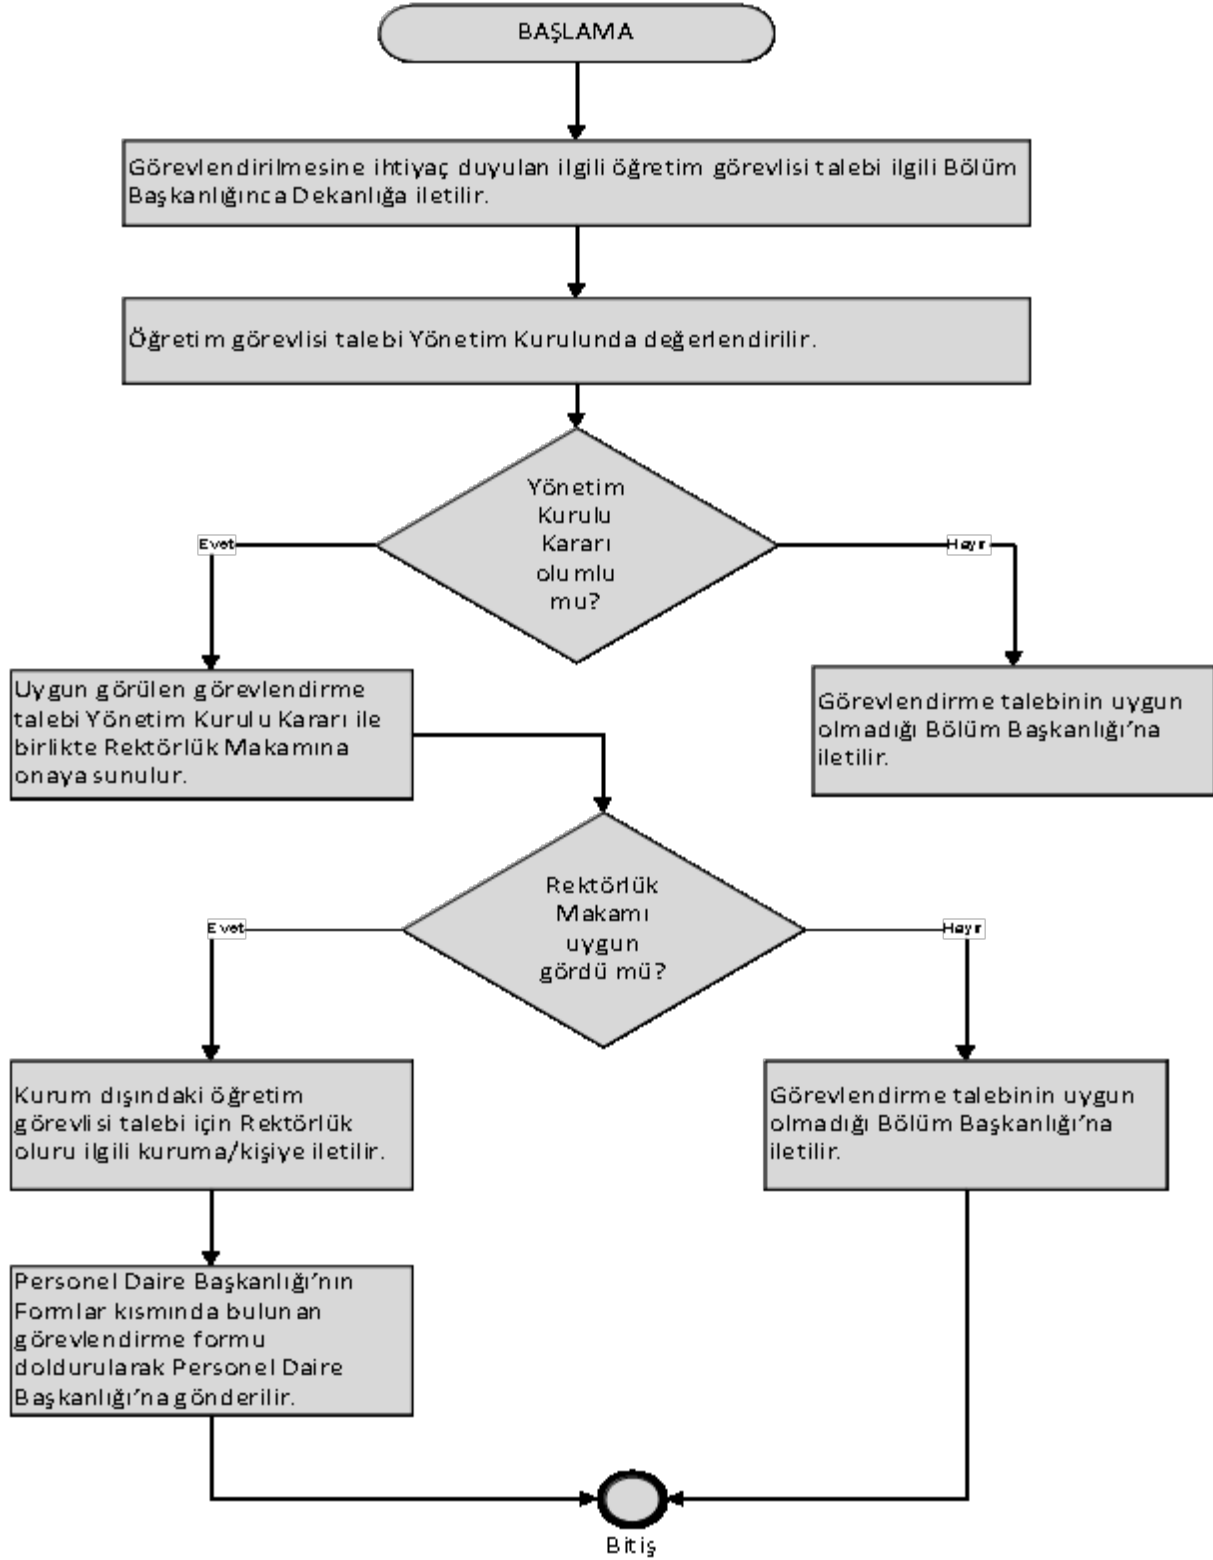 BAŞLAMA
Görevlendirilmesine ihtiyaç duyulan ilgili öğretim görevlisi talebi ilgili Bölüm
Başkanlığınca Dekanlığa iletilir.
Öğretim görevlisi talebi Yönetim Kurulunda değerlendirilir.
Yönetim
Kurulu
Kararı
olumlu
mu?
Evet
Hayır
Uygun görülen görevlendirme
talebi Yönetim Kurulu Kararı ile
birlikte Rektörlük Makamına
onaya sunulur.
Görevlendirme talebinin uygun
olmadığı Bölüm Başkanlığı’na
iletilir.
Rektörlük
Makamı
uygun
gördü mü?
Evet
Hayır
Kurum dışındaki öğretim
görevlisi talebi için Rektörlük
oluru ilgili kuruma/kişiye iletilir.
Görevlendirme talebinin uygun
olmadığı Bölüm Başkanlığı’na
iletilir.
Personel Daire Başkanlığı’nın
Formlar kısmında bulunan
görevlendirme formu
doldurularak Personel Daire
Başkanlığı’na gönderilir.
Bitiş